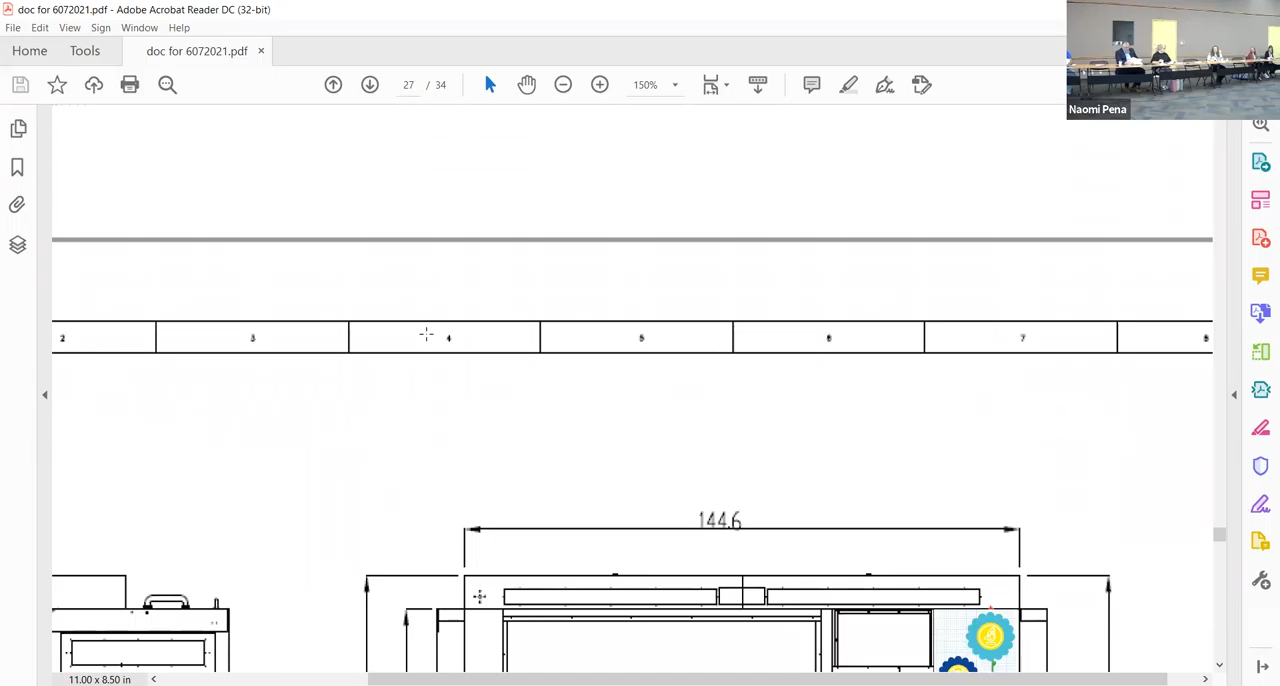 doc for 6072021.pdf - Adobe Acrobat Reader DC (32-bit)
File Edit View Sign Window Help
Home Tools doc for 6072021.pdf ×
27 / 34 150%
Naomi Pena
2 3 4 5 6 7 8
144.6
11.00 x 8.50 in